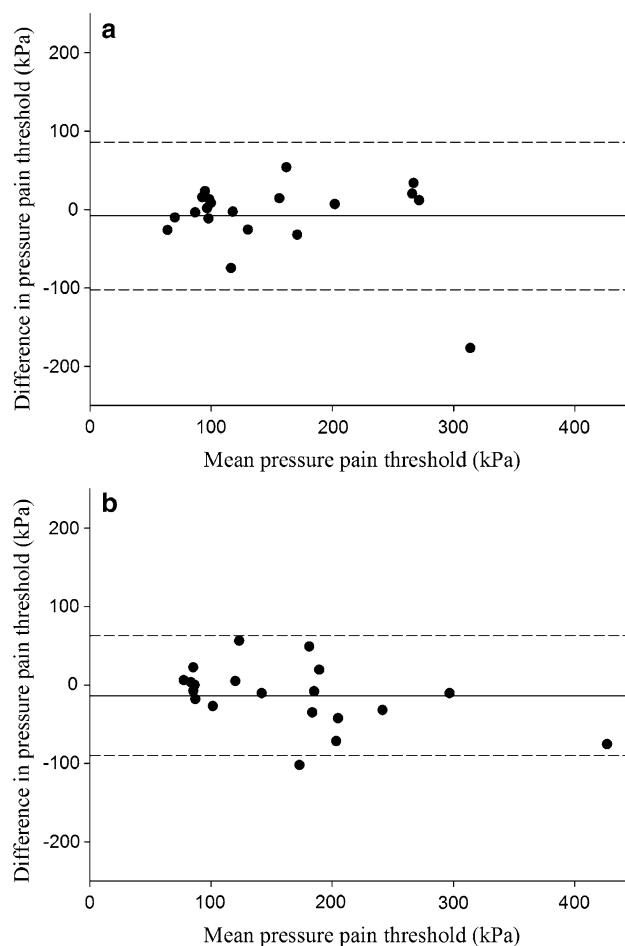 a
200
100
0
-100
-200
Difference in pressure pain threshold (kPa)
0 100 200 300 400
Mean pressure pain threshold (kPa)
b
200
100
0
-100
-200
Difference in pressure pain threshold (kPa)
0 100 200 300 400
Mean pressure pain threshold (kPa)